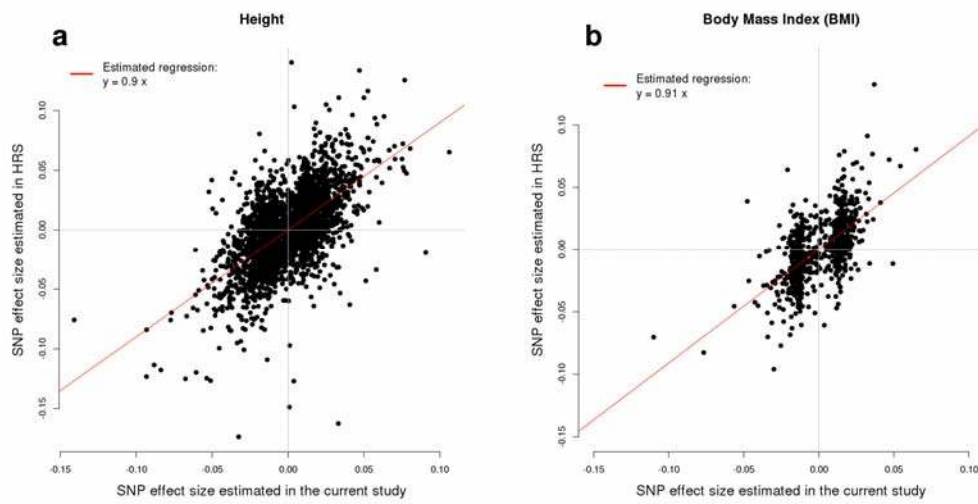 Height
a
Estimated regression:
y = 0.9 x
SNP effect size estimated in HRS
0.10
0.05
0.00
-0.05
-0.10
-0.15
-0.15
-0.10
-0.05
0.00
0.05
0.10
SNP effect size estimated in the current study
Body Mass Index (BMI)
b
Estimated regression:
y = 0.91 x
SNP effect size estimated in HRS
0.10
0.05
0.00
-0.05
-0.10
-0.15
-0.15
-0.10
-0.05
0.00
0.05
0.10
SNP effect size estimated in the current study